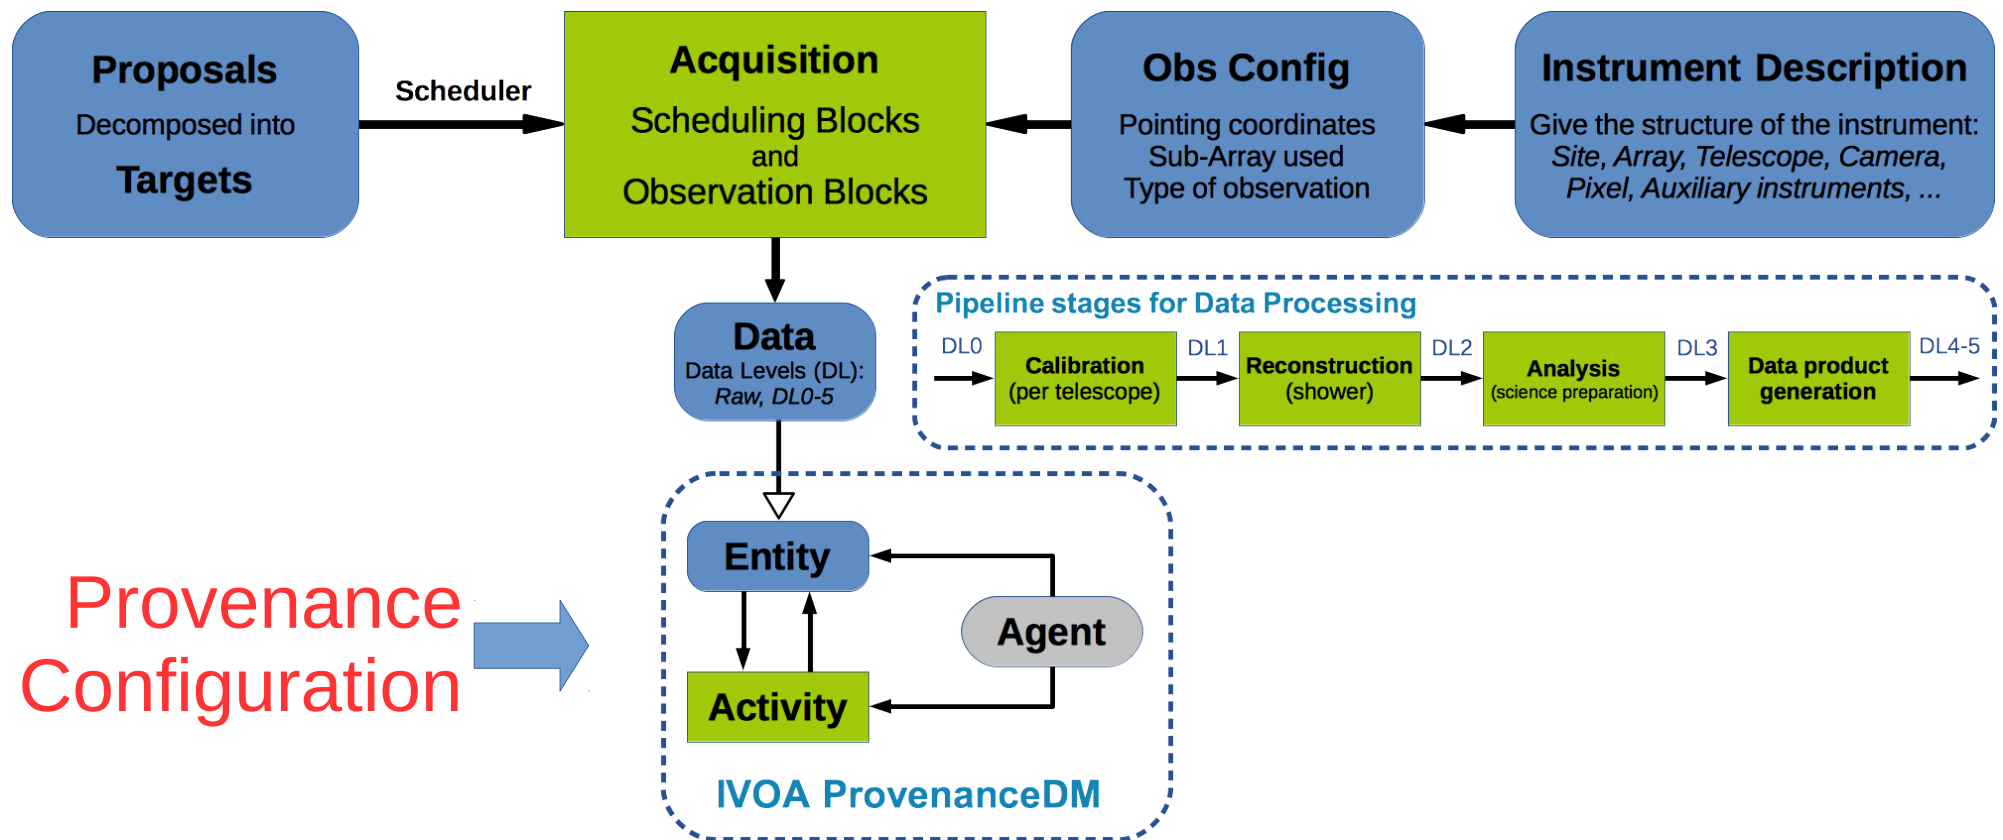 Proposals
Decomposed into
Targets
Scheduler
Acquisition
Scheduling Blocks
and
Observation Blocks
Obs Config
Pointing coordinates
Sub-Array used
Type of observation
Instrument Description
Give the structure of the instrument:
Site, Array, Telescope, Camera,
Pixel, Auxiliary instruments, ...
Data
Data Levels (DL):
Raw, DL0-5
Pipeline stages for Data Processing
DL0
Calibration
(per telescope)
DL1
Reconstruction
(shower)
DL2
Analysis
(science preparation)
DL3
Data product
generation
DL4-5
Provenance
Configuration
Entity
Agent
Activity
IVOA ProvenanceDM